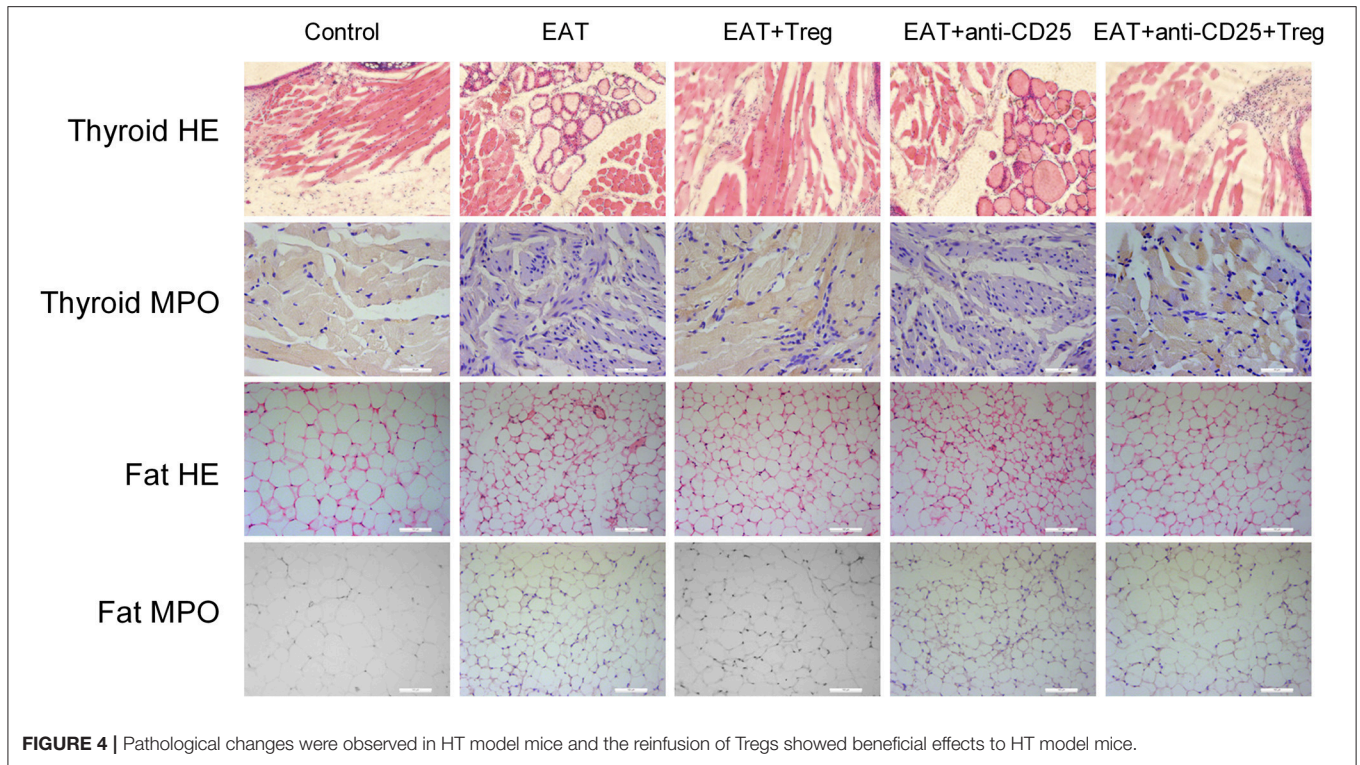 Control EAT EAT+Treg EAT+anti-CD25 EAT+anti-CD25+Treg
Thyroid HE
Thyroid MPO
Fat HE
Fat MPO
FIGURE 4 | Pathological changes were observed in HT model mice and the reinfusion of Tregs showed beneficial effects to HT model mice.